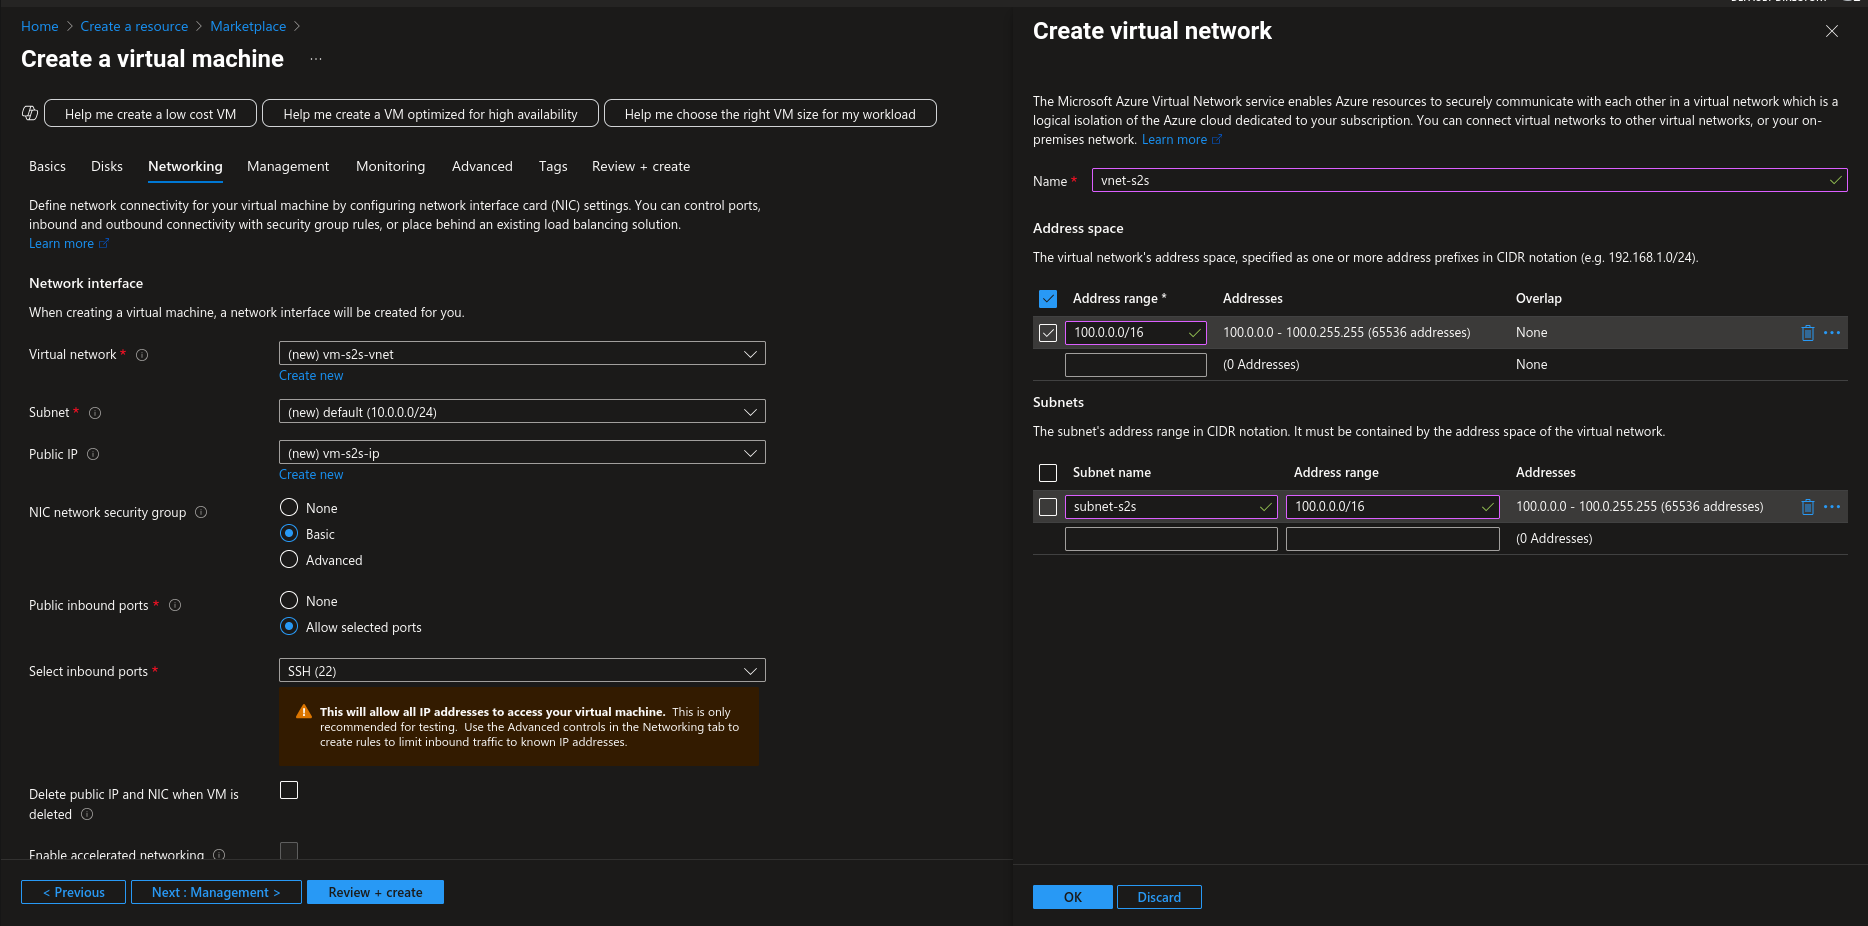 Home > Create a resource > Marketplace >
Create a virtual machine ...
Help me create a low cost VM
Help me create a VM optimized for high availability
Help me choose the right VM size for my workload
Basics Disks Networking Management Monitoring Advanced Tags Review + create
Define network connectivity for your virtual machine by configuring network interface card (NIC) settings. You can control ports,
inbound and outbound connectivity with security group rules, or place behind an existing load balancing solution.
Learn more
Network interface
When creating a virtual machine, a network interface will be created for you.
Virtual network * (new) vm-s2s-vnet
Create new
Subnet * (new) default (10.0.0.0/24)
Public IP (new) vm-s2s-ip
Create new
NIC network security group
None
Basic
Advanced
Public inbound ports *
None
Allow selected ports
Select inbound ports * SSH (22)
This will allow all IP addresses to access your virtual machine. This is only
recommended for testing. Use the Advanced controls in the Networking tab to
create rules to limit inbound traffic to known IP addresses.
Delete public IP and NIC when VM is
deleted
Enable accelerated networking
< Previous
Next : Management >
Review + create
Create virtual network
The Microsoft Azure Virtual Network service enables Azure resources to securely communicate with each other in a virtual network which is a
logical isolation of the Azure cloud dedicated to your subscription. You can connect virtual networks to other virtual networks, or your on-
premises network. Learn more
Name * vnet-s2s
Address space
The virtual network's address space, specified as one or more address prefixes in CIDR notation (e.g. 192.168.1.0/24).
Address range * Addresses Overlap
100.0.0.0/16 100.0.0.0 - 100.0.255.255 (65536 addresses) None
(0 Addresses) None
Subnets
The subnet's address range in CIDR notation. It must be contained by the address space of the virtual network.
Subnet name Address range Addresses
subnet-s2s 100.0.0.0/16 100.0.0.0 - 100.0.255.255 (65536 addresses)
(0 Addresses)
OK
Discard